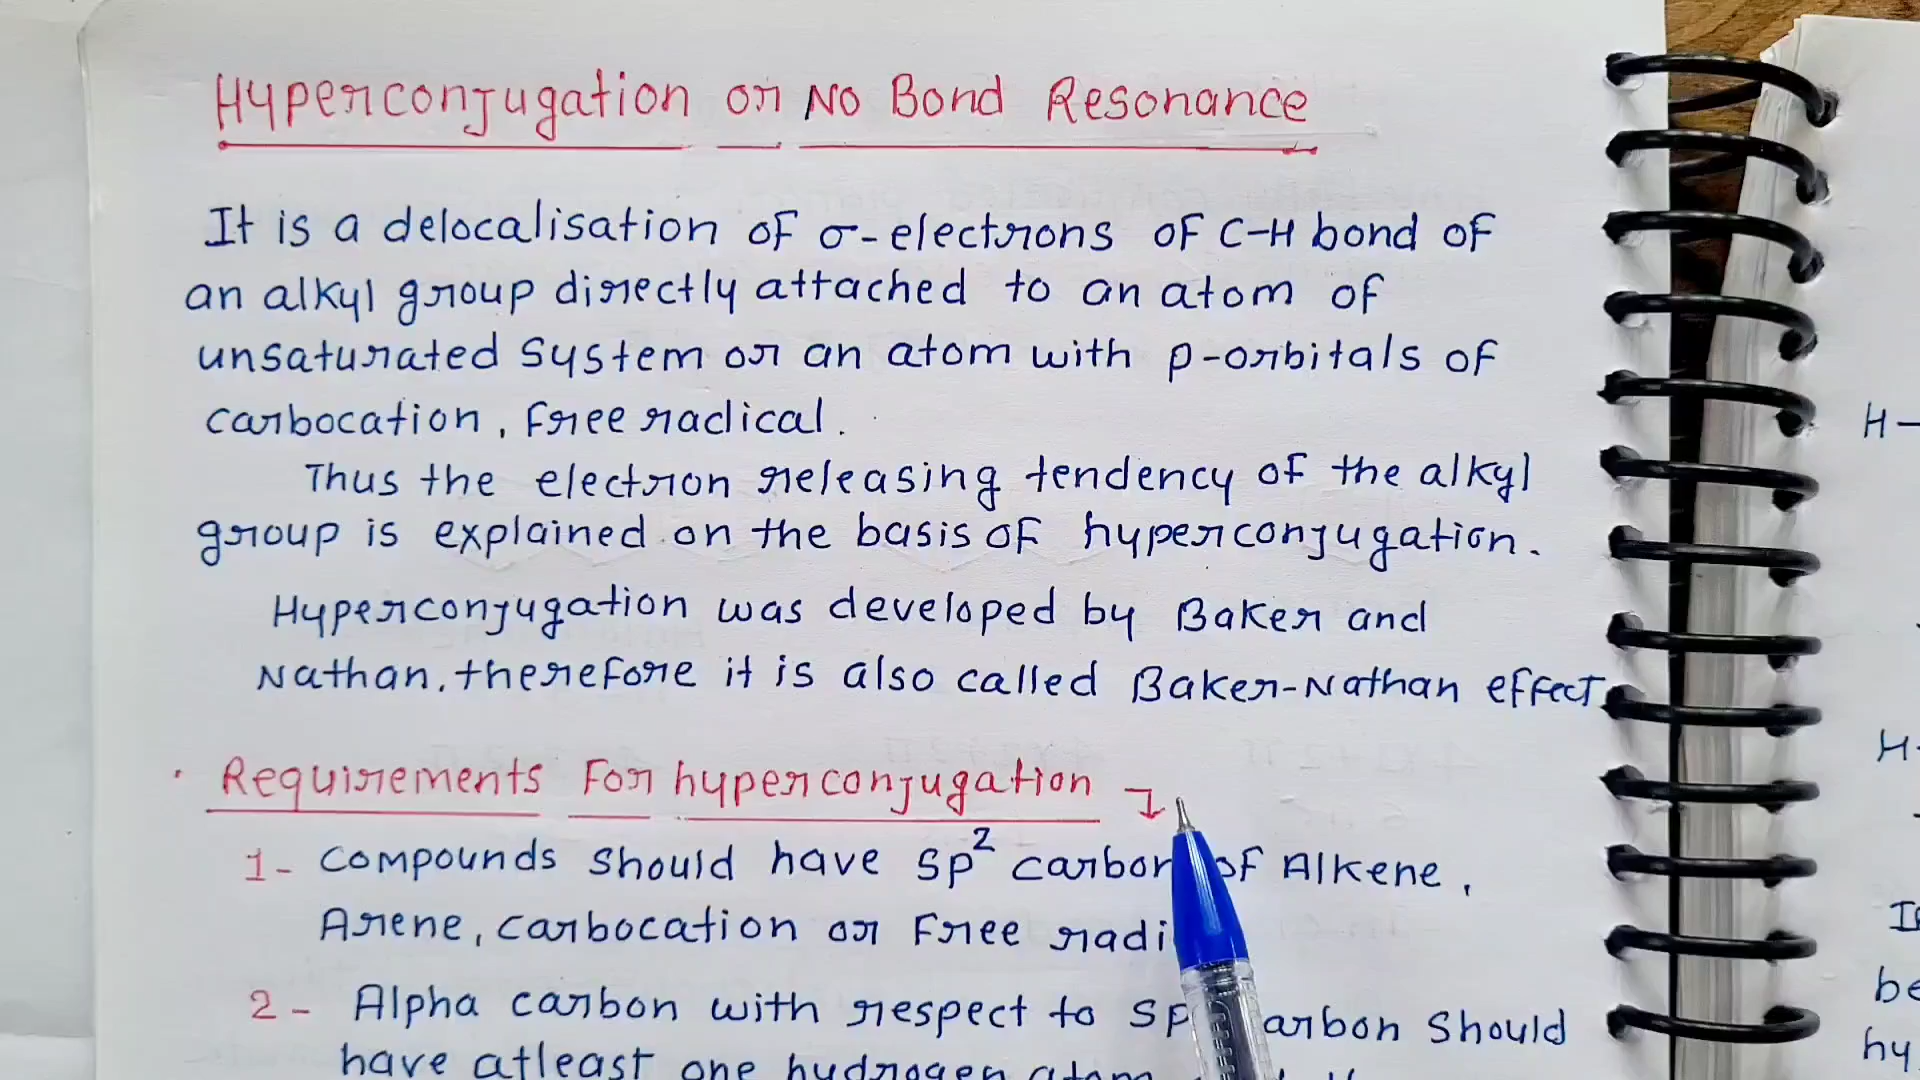 Hyperconjugation or No Bond Resonance
It is a delocalisation of σ-electrons of C-H bond of
an alkyl group directly attached to an atom of
unsaturated system or an atom with p-orbitals of
carbocation, free radical.
Thus the electron releasing tendency of the alkyl
group is explained on the basis of hyperconjugation.
Hyperconjugation was developed by Baker and
Nathan. therefore it is also called Baker-Nathan effect.
Requirements for hyperconjugation
1- Compounds should have sp² carbon of Alkene,
Arene, carbocation or free radi
2- Alpha carbon with respect to sp arbon should
have atleast one hydrogen atom
H-
H-
be
hy